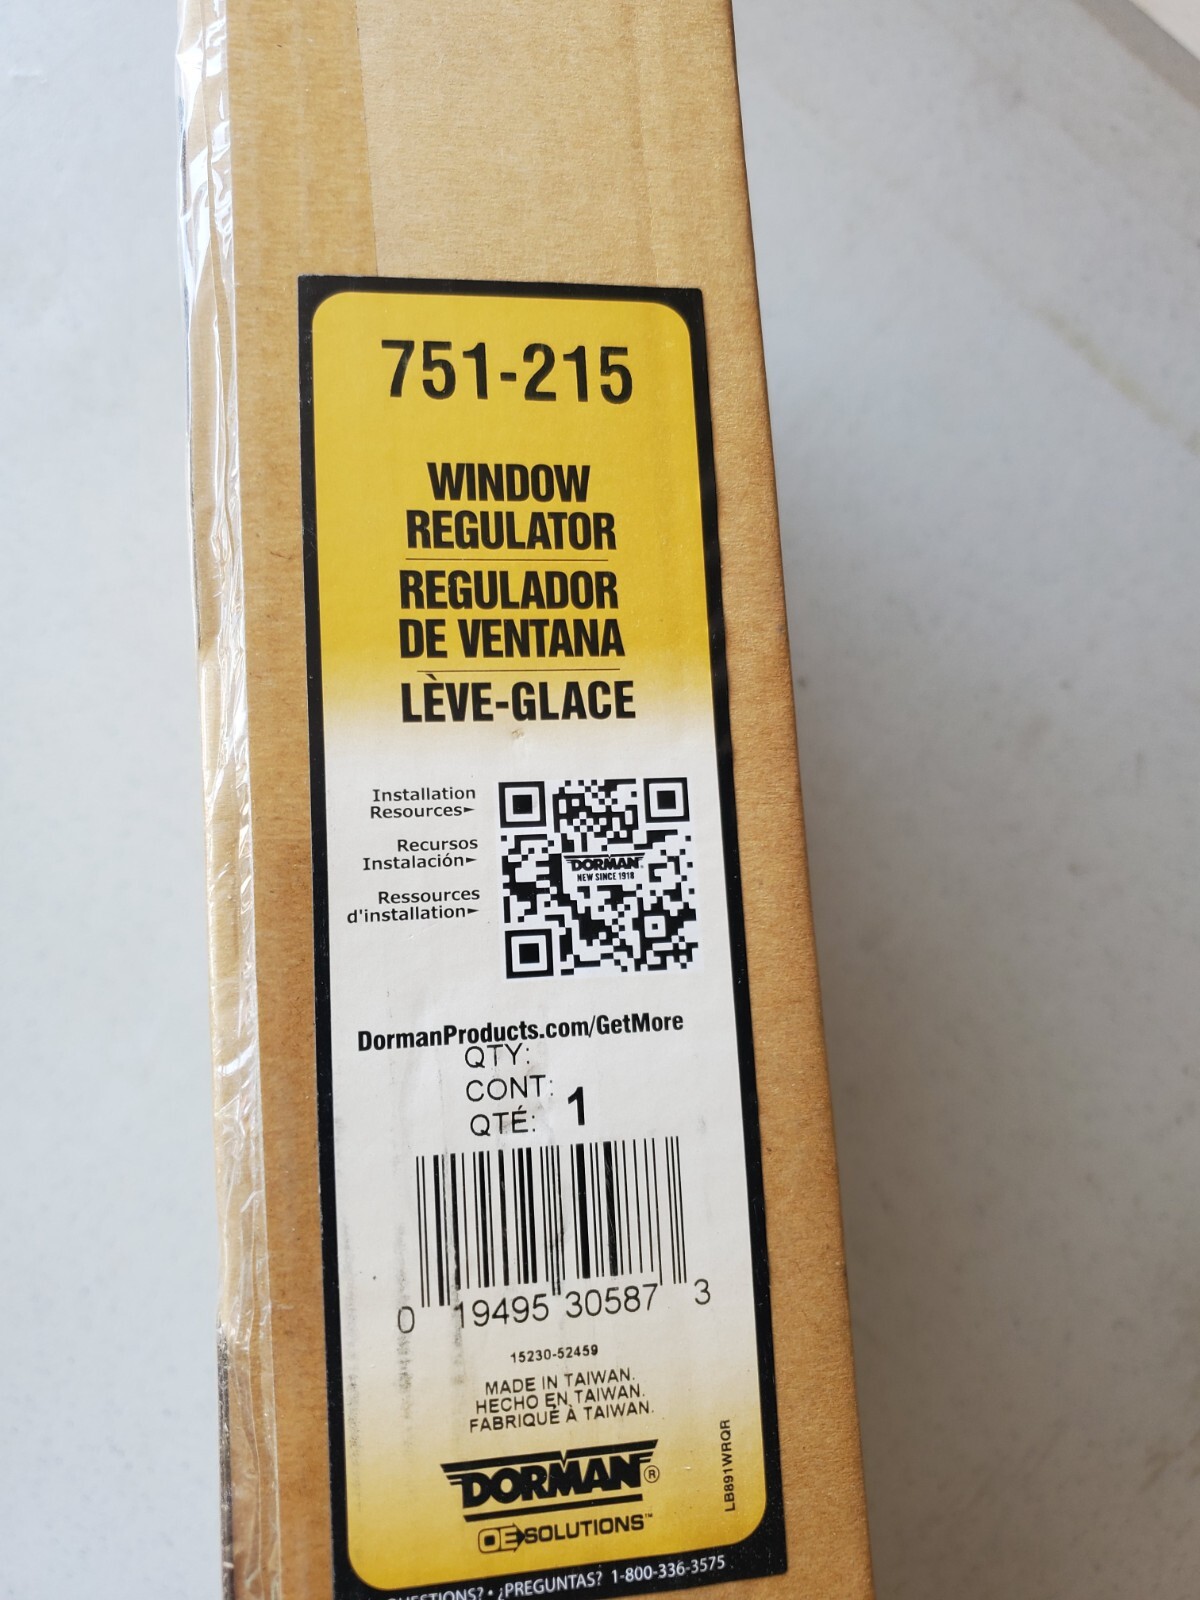 751-215
WINDOW
REGULATOR
REGULADOR
DE VENTANA
LÈVE-GLACE
Installation
Resources
Recursos
Instalación
Ressources
d'installation
DORMAN
NEW SINCE 1918
DormanProducts.com/GetMore
QTY:
CONT:
QTÉ: 1
0 19495 30587 3
15230-52459
MADE IN TAIWAN.
HECHO EN TAIWAN.
FABRIQUÉ À TAIWAN.
LB891WRQR
DORMAN®
OE SOLUTIONS™
QUESTIONS? • ¿PREGUNTAS? 1-800-336-3575